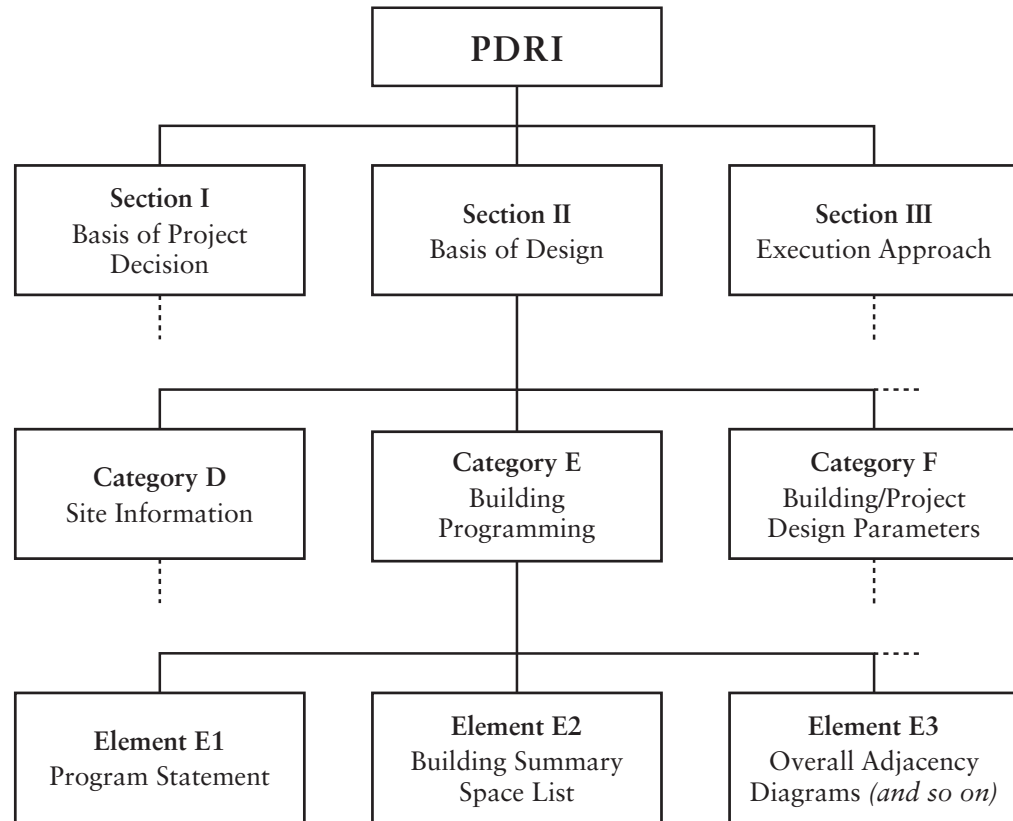 PDRI
Section I
Basis of Project
Decision
Section II
Basis of Design
Section III
Execution Approach
Category D
Site Information
Category E
Building
Programming
Category F
Building/Project
Design Parameters
Element E1
Program Statement
Element E2
Building Summary
Space List
Element E3
Overall Adjacency
Diagrams (and so on)